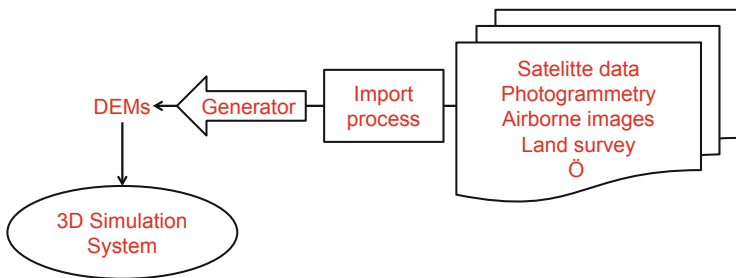 Satelitte data
Photogrammetry
Airborne images
Land survey
Ö
Import
process
Generator
DEMs
3D Simulation
System